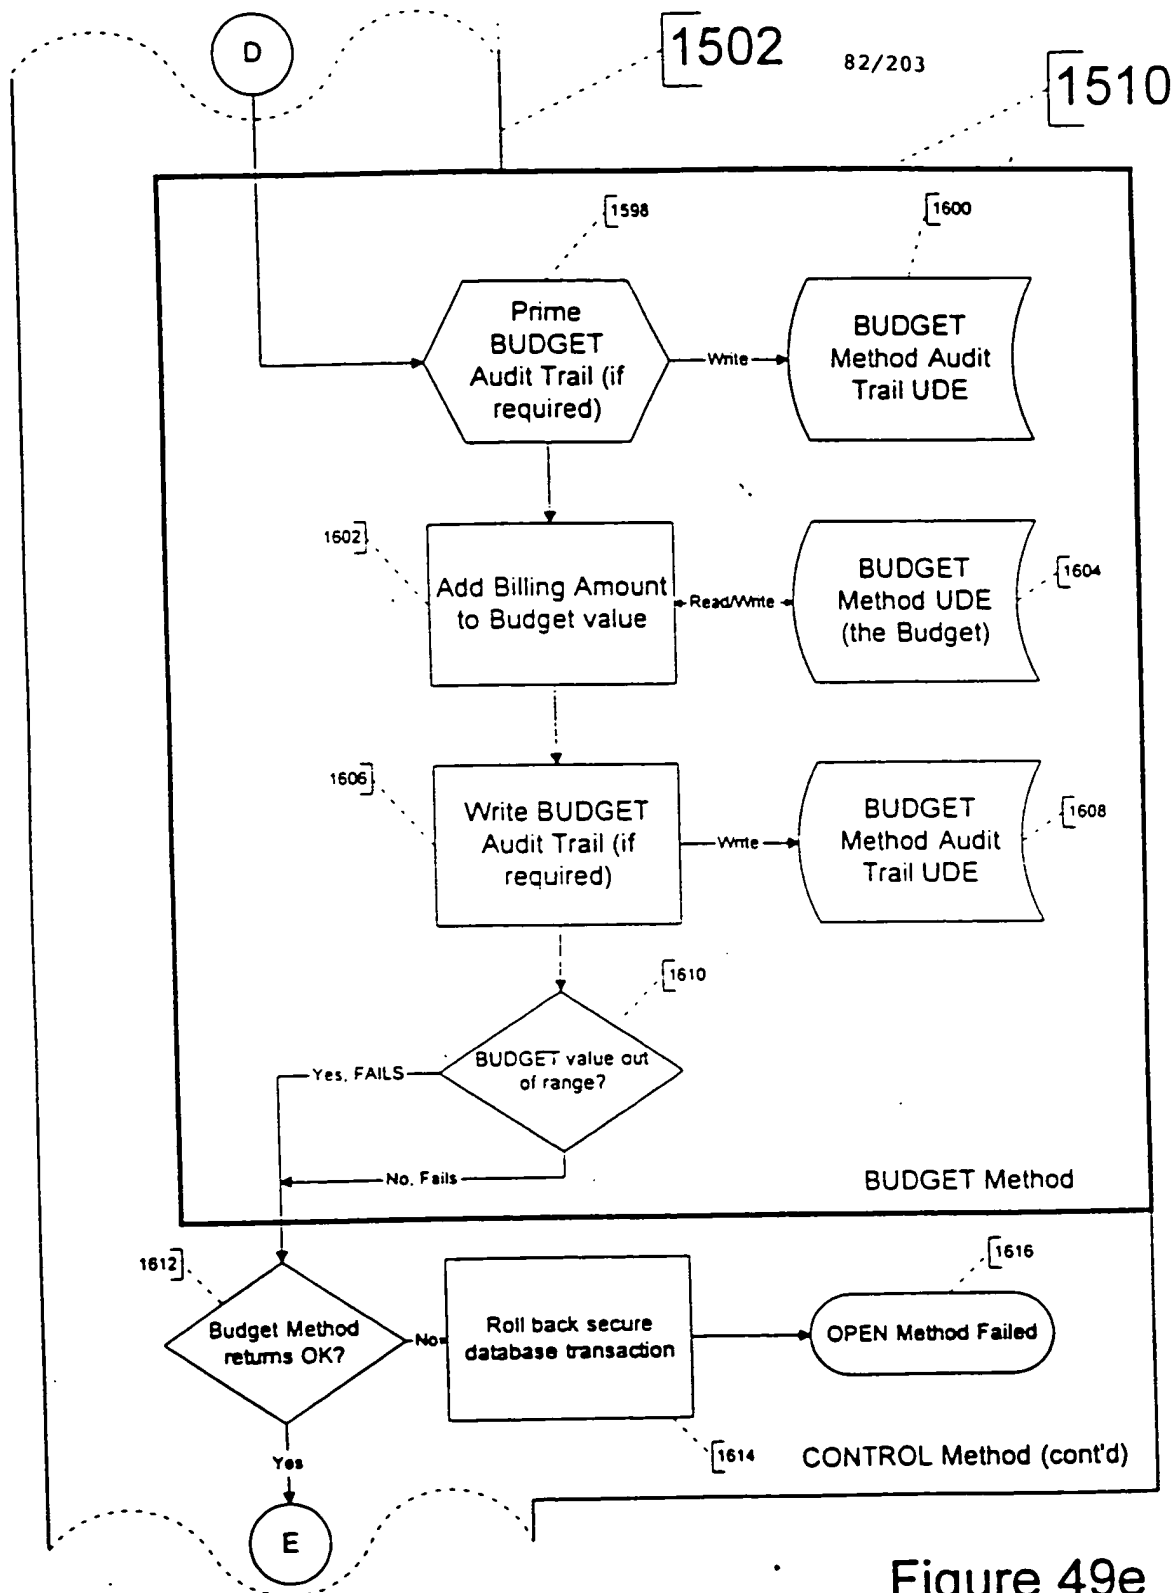 D
1502
82/203
1510
1598
1600
Prime
BUDGET
Audit Trail (if
required)
Write
BUDGET
Method Audit
Trail UDE
1602
Add Billing Amount
to Budget value
Read/Write
BUDGET
Method UDE
(the Budget)
1604
1606
Write BUDGET
Audit Trail (if
required)
Write
BUDGET
Method Audit
Trail UDE
1608
1610
BUDGET value out
of range?
Yes, FAILS
No, Fails
BUDGET Method
1612
Budget Method
returns OK?
No
Roll back secure
database transaction
1616
OPEN Method Failed
1614
Yes
CONTROL Method (cont'd)
E
Figure 49e